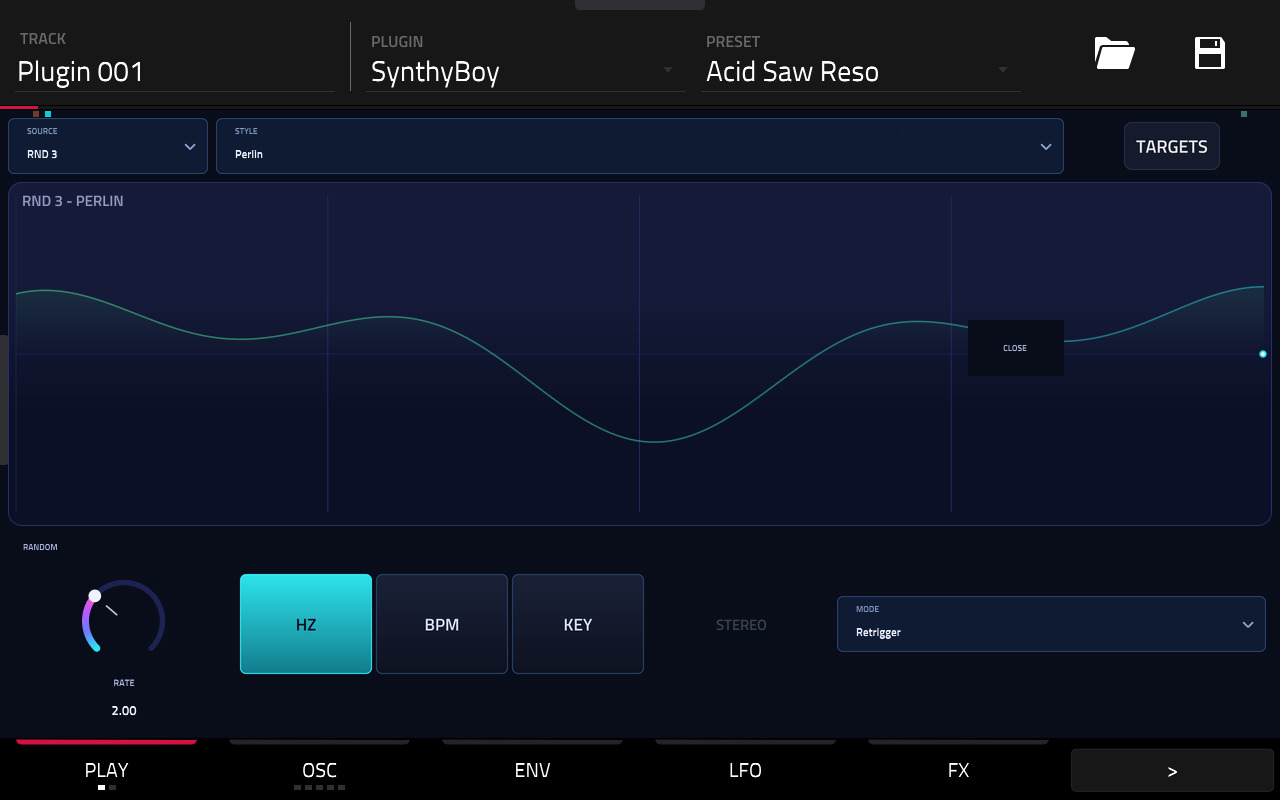 TRACK
Plugin 001
PLUGIN
SynthyBoy
PRESET
Acid Saw Reso
SOURCE
RND 3
STYLE
Perlin
TARGETS
RND 3 - PERLIN
CLOSE
RANDOM
RATE
2.00
HZ
BPM
KEY
STEREO
MODE
Retrigger
PLAY
OSC
ENV
LFO
FX
>